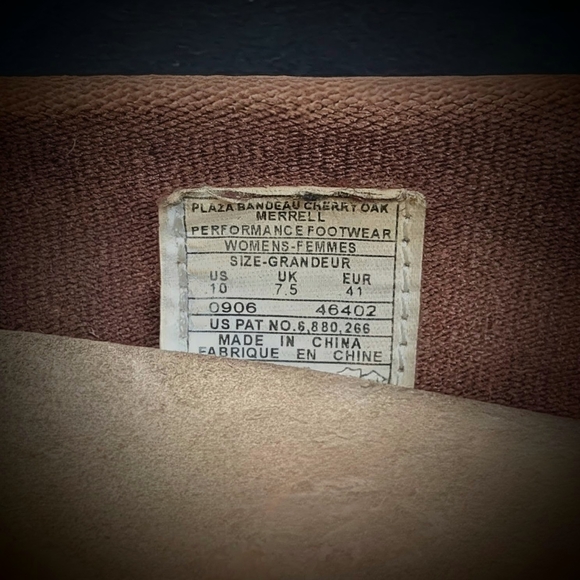 PLAZA BANDEAU CHERRY OAK
MERRELL
PERFORMANCE FOOTWEAR
WOMENS-FEMMES
SIZE-GRANDEUR
US UK EUR
10 7.5 41
0906 46402
US PAT NO.6,880,266
MADE IN CHINA
FABRIQUE EN CHINE